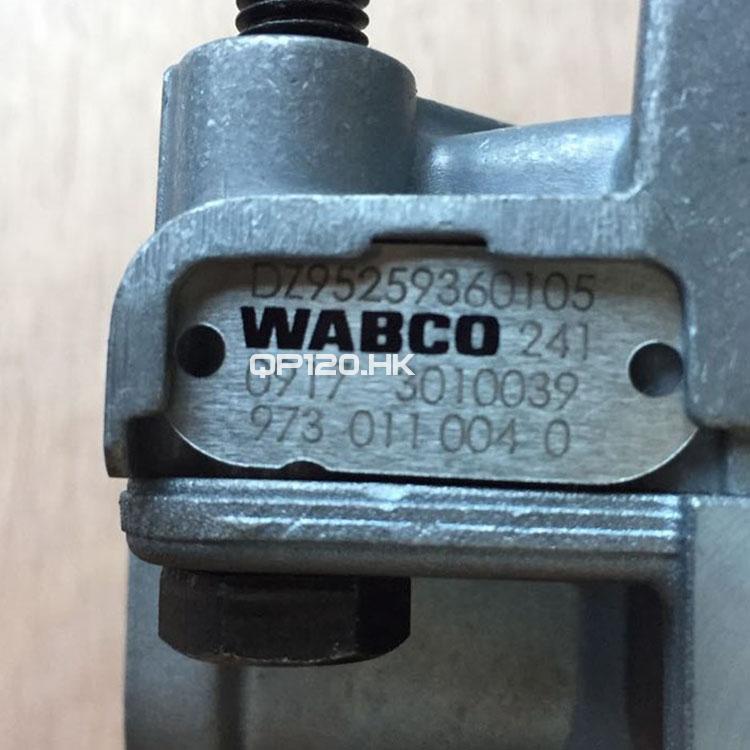 DZ95259360105
WABCO 241
QP120.HK
0917 3010039
973 011 004 0